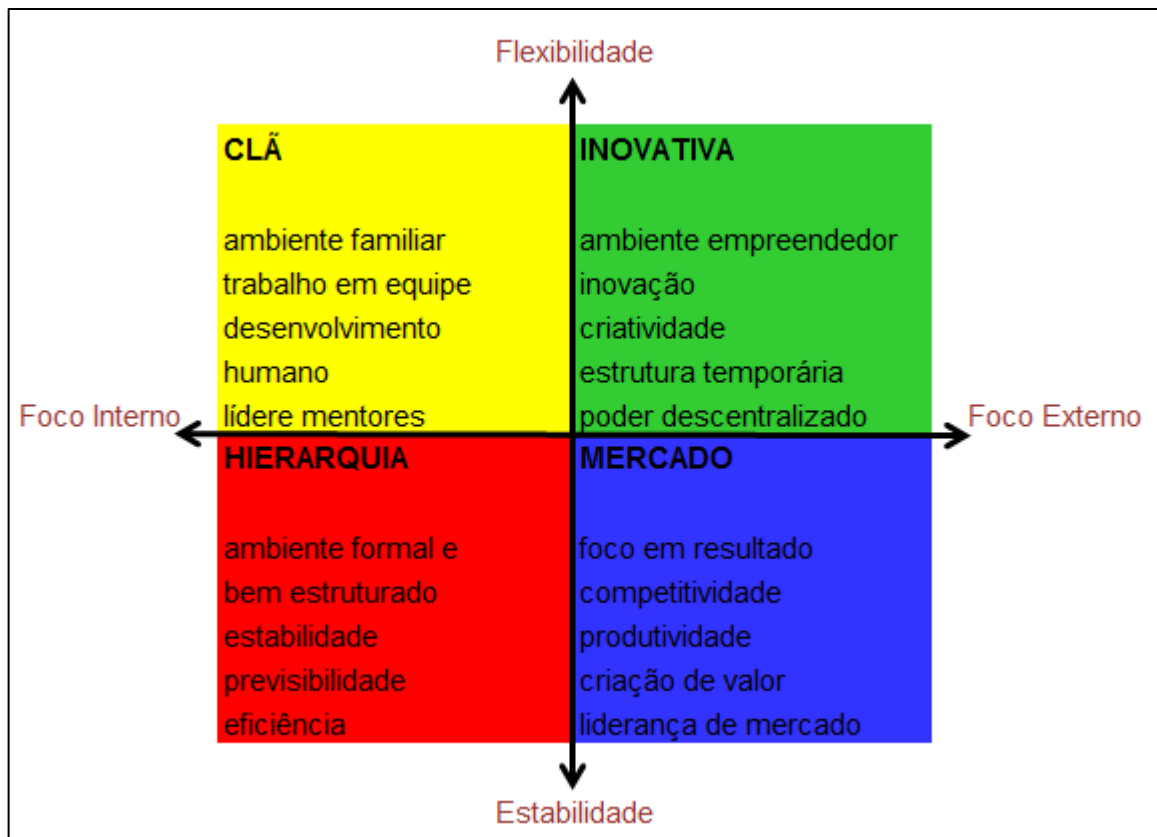 Flexibilidade
CLÃ
ambiente familiar
trabalho em equipe
desenvolvimento
humano
lídere mentores
INOVATIVA
ambiente empreendedor
inovação
criatividade
estrutura temporária
poder descentralizado
Foco Interno
Foco Externo
HIERARQUIA
ambiente formal e
bem estruturado
estabilidade
previsibilidade
eficiência
MERCADO
foco em resultado
competitividade
produtividade
criação de valor
liderança de mercado
Estabilidade